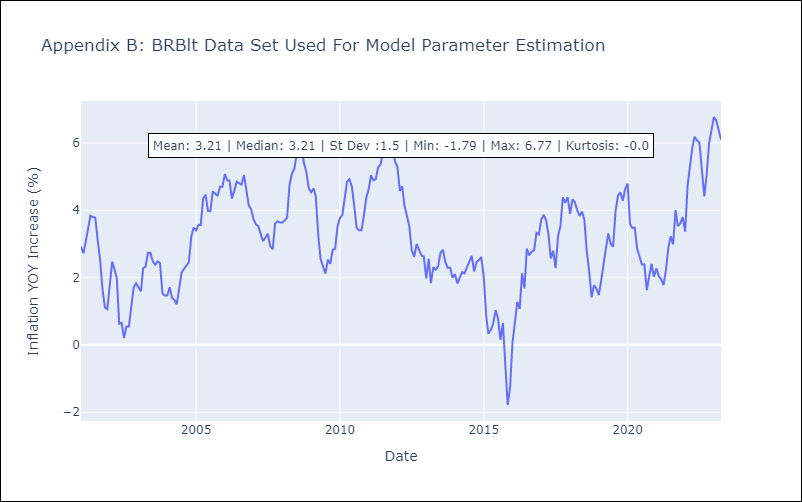 Appendix B: BRBlt Data Set Used For Model Parameter Estimation
Mean: 3.21 | Median: 3.21 | St Dev :1.5 | Min: -1.79 | Max: 6.77 | Kurtosis: -0.0
Inflation YOY Increase (%)
6
4
2
0
−2
2005
2010
2015
2020
Date